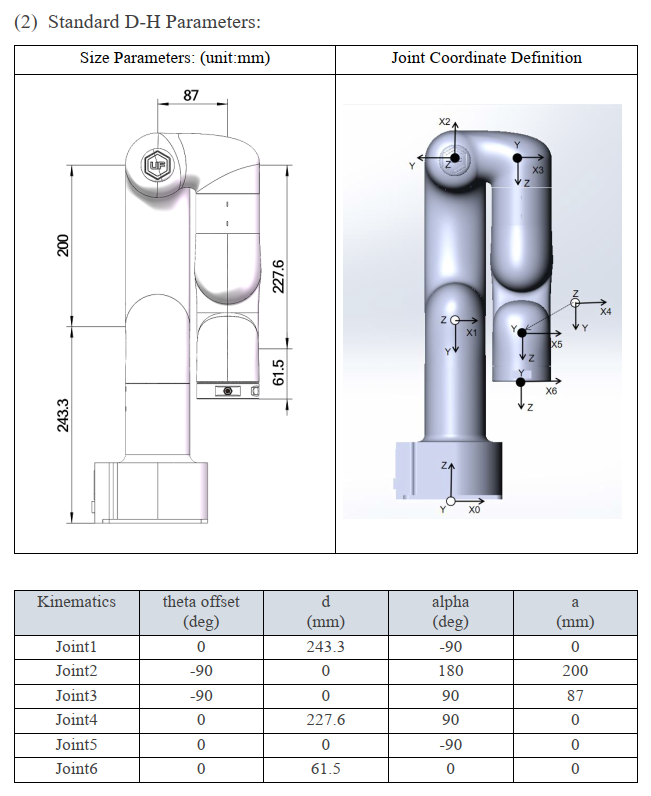 (2) Standard D-H Parameters:
Size Parameters: (unit:mm) Joint Coordinate Definition
87
UF
200
227.6
61.5
243.3
X2
Y
Z
Y
X3
Z
Z
X1
Y
Z
X4
Y
Y
X5
Z
Y
X6
Z
Z
Y
X0
Kinematics theta offset (deg) d (mm) alpha (deg) a (mm)
Joint1 0 243.3 -90 0
Joint2 -90 0 180 200
Joint3 -90 0 90 87
Joint4 0 227.6 90 0
Joint5 0 0 -90 0
Joint6 0 61.5 0 0